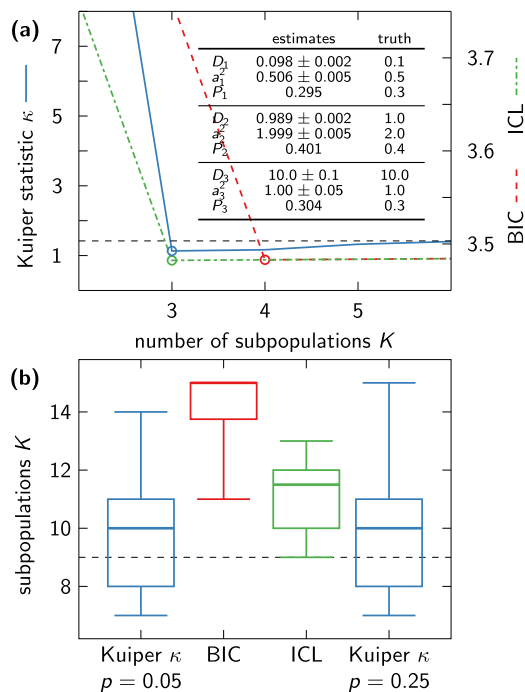 (a)
7
5
3
1
Kuiper statistic κ
estimates truth
D1 0.098 ± 0.002 0.1
a²1 0.506 ± 0.005 0.5
P1 0.295 0.3
D2 0.989 ± 0.002 1.0
a²2 1.999 ± 0.005 2.0
P2 0.401 0.4
D3 10.0 ± 0.1 10.0
a²3 1.00 ± 0.05 1.0
P3 0.304 0.3
3.7
3.6
3.5
BIC ICL
3 4 5
number of subpopulations K
(b)
14
12
10
8
subpopulations K
Kuiper κ BIC ICL Kuiper κ
p = 0.05 p = 0.25